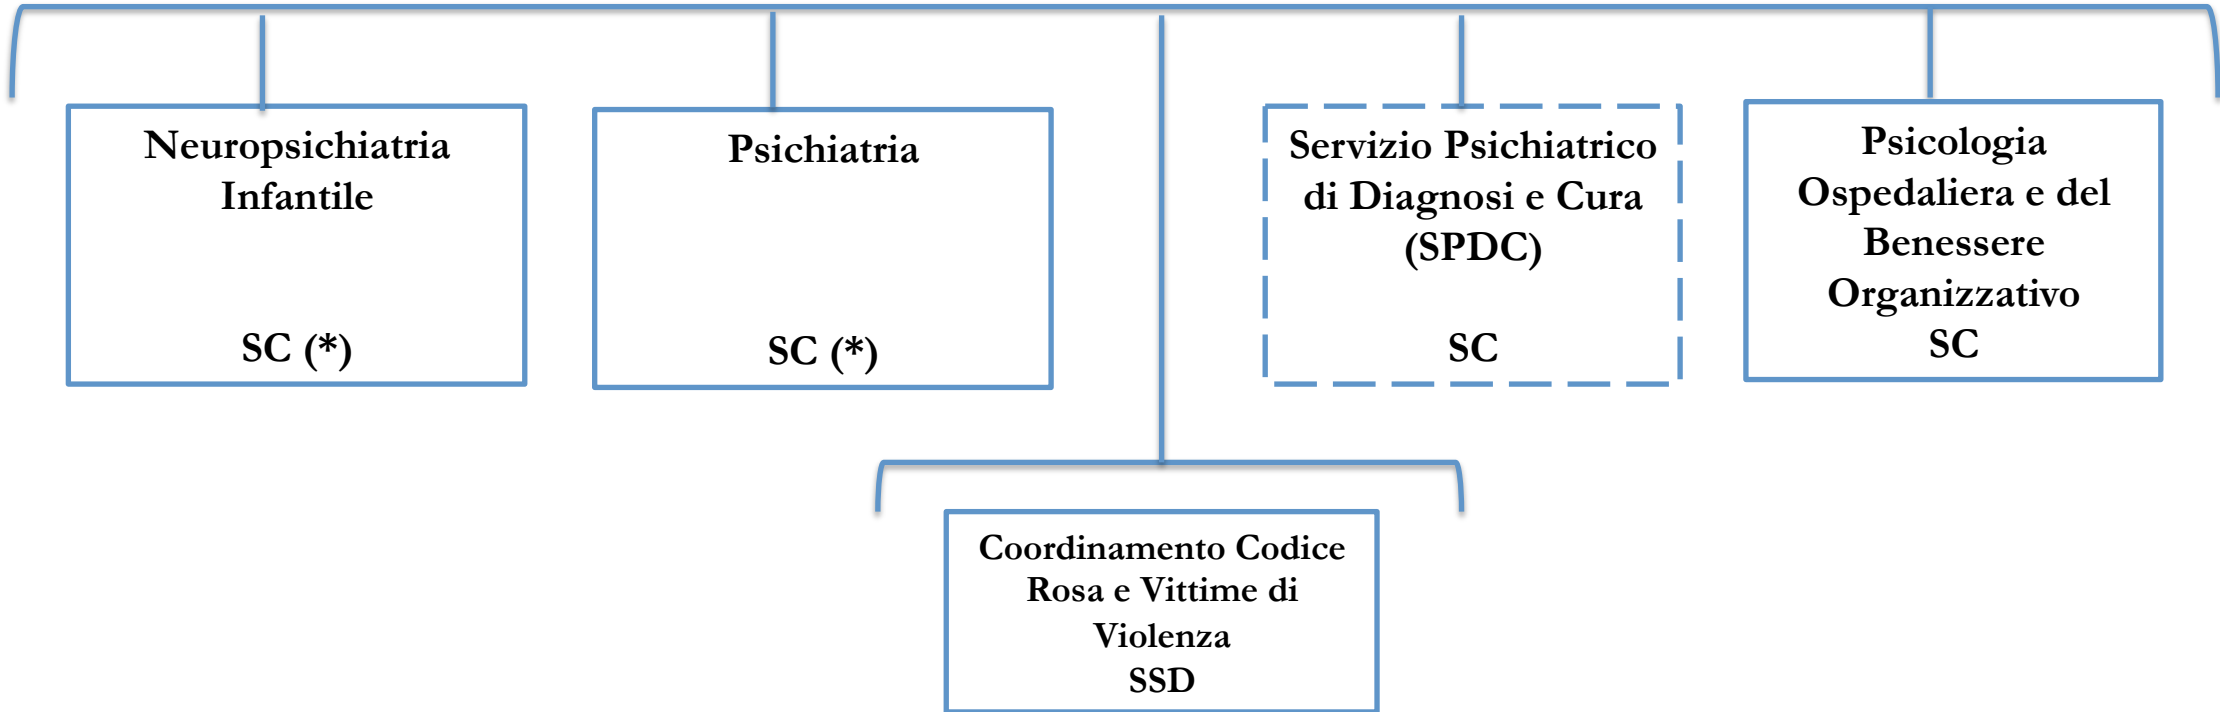 Neuropsichiatria
Infantile
SC (*)
Psichiatria
SC (*)
Servizio Psichiatrico
di Diagnosi e Cura
(SPDC)
SC
Psicologia
Ospedaliera e del
Benessere
Organizzativo
SC
Coordinamento Codice
Rosa e Vittime di
Violenza
SSD